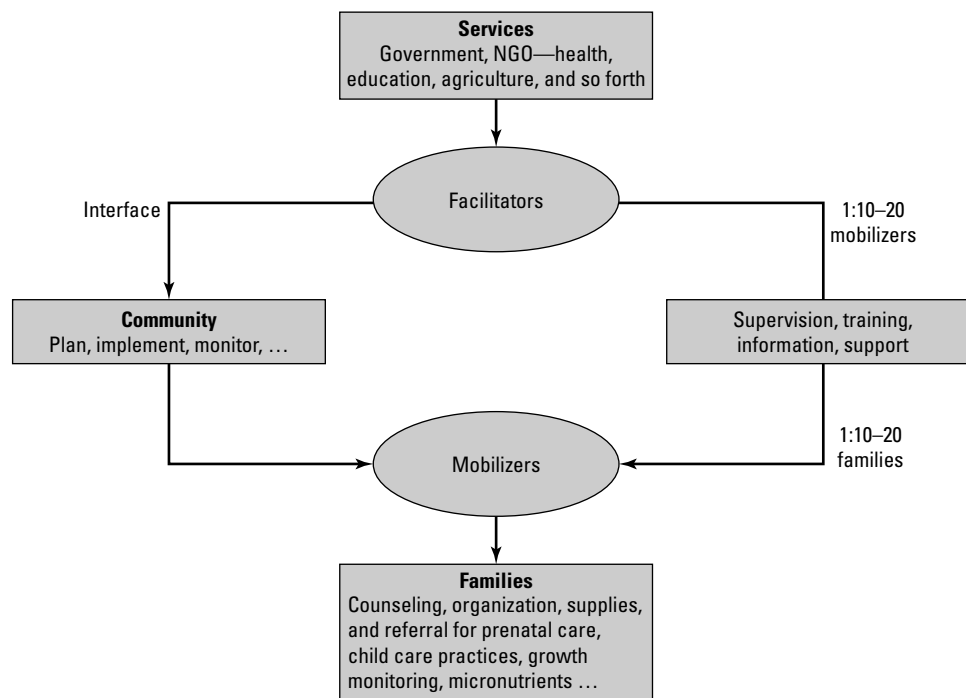 Services
Government, NGO—health,
education, agriculture, and so forth
Facilitators
Interface
1:10–20
mobilizers
Community
Plan, implement, monitor, …
Supervision, training,
information, support
Mobilizers
1:10–20
families
Families
Counseling, organization, supplies,
and referral for prenatal care,
child care practices, growth
monitoring, micronutrients …